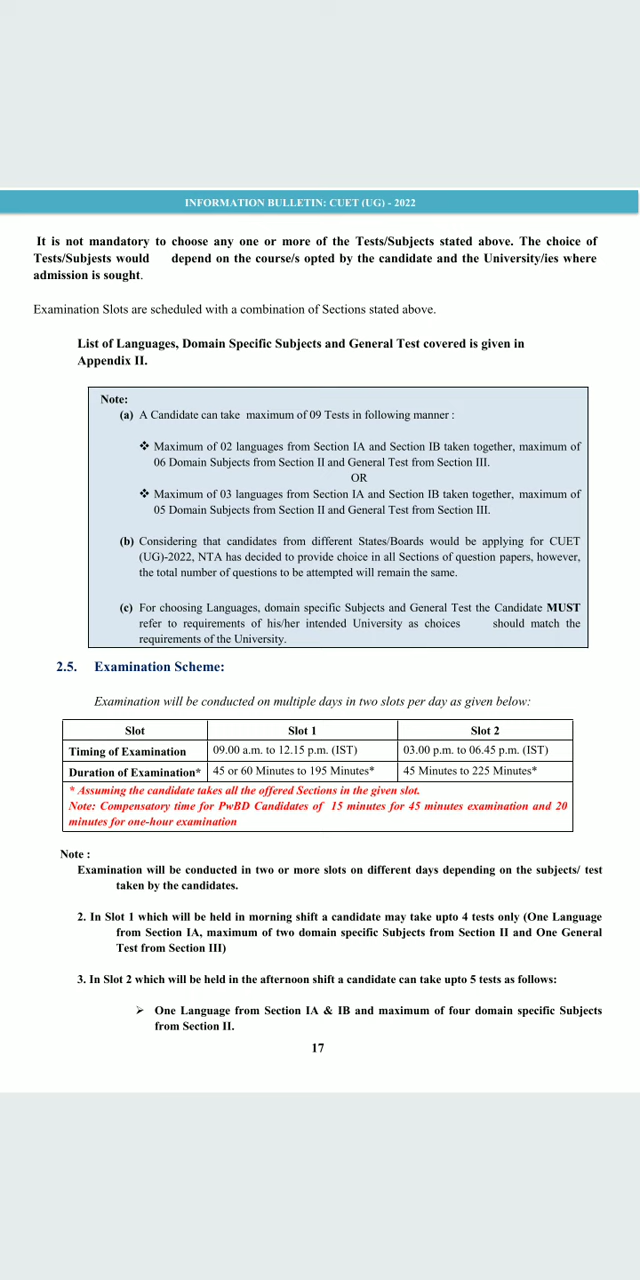 INFORMATION BULLETIN: CUET (UG) - 2022
It is not mandatory to choose any one or more of the Tests/Subjects stated above. The choice of
Tests/Subjests would depend on the course/s opted by the candidate and the University/ies where
admission is sought.
Examination Slots are scheduled with a combination of Sections stated above.
List of Languages, Domain Specific Subjects and General Test covered is given in
Appendix II.
Note:
(a) A Candidate can take maximum of 09 Tests in following manner :
❖ Maximum of 02 languages from Section IA and Section IB taken together, maximum of
06 Domain Subjects from Section II and General Test from Section III.
OR
❖ Maximum of 03 languages from Section IA and Section IB taken together, maximum of
05 Domain Subjects from Section II and General Test from Section III.
(b) Considering that candidates from different States/Boards would be applying for CUET
(UG)-2022, NTA has decided to provide choice in all Sections of question papers, however,
the total number of questions to be attempted will remain the same.
(c) For choosing Languages, domain specific Subjects and General Test the Candidate MUST
refer to requirements of his/her intended University as choices should match the
requirements of the University.
2.5. Examination Scheme:
Examination will be conducted on multiple days in two slots per day as given below:
Slot Slot 1 Slot 2
Timing of Examination 09.00 a.m. to 12.15 p.m. (IST) 03.00 p.m. to 06.45 p.m. (IST)
Duration of Examination* 45 or 60 Minutes to 195 Minutes* 45 Minutes to 225 Minutes*
* Assuming the candidate takes all the offered Sections in the given slot.
Note: Compensatory time for PwBD Candidates of 15 minutes for 45 minutes examination and 20
minutes for one-hour examination
Note :
Examination will be conducted in two or more slots on different days depending on the subjects/ test
taken by the candidates.
2. In Slot 1 which will be held in morning shift a candidate may take upto 4 tests only (One Language
from Section IA, maximum of two domain specific Subjects from Section II and One General
Test from Section III)
3. In Slot 2 which will be held in the afternoon shift a candidate can take upto 5 tests as follows:
➢ One Language from Section IA & IB and maximum of four domain specific Subjects
from Section II.
17